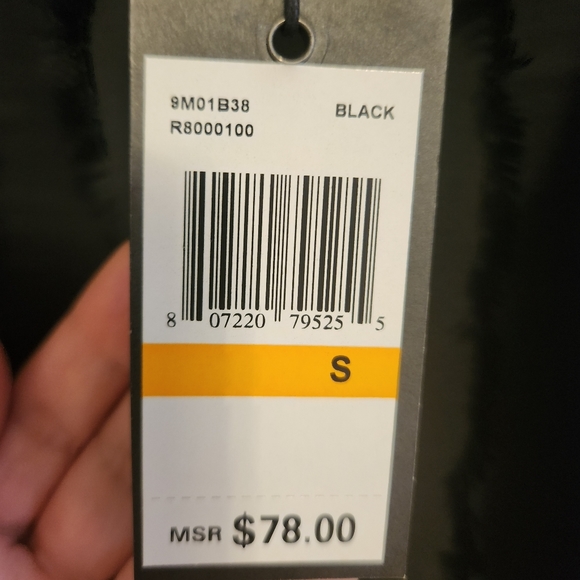 9M01B38 BLACK
R8000100
8 07220 79525 5
S
MSR $78.00